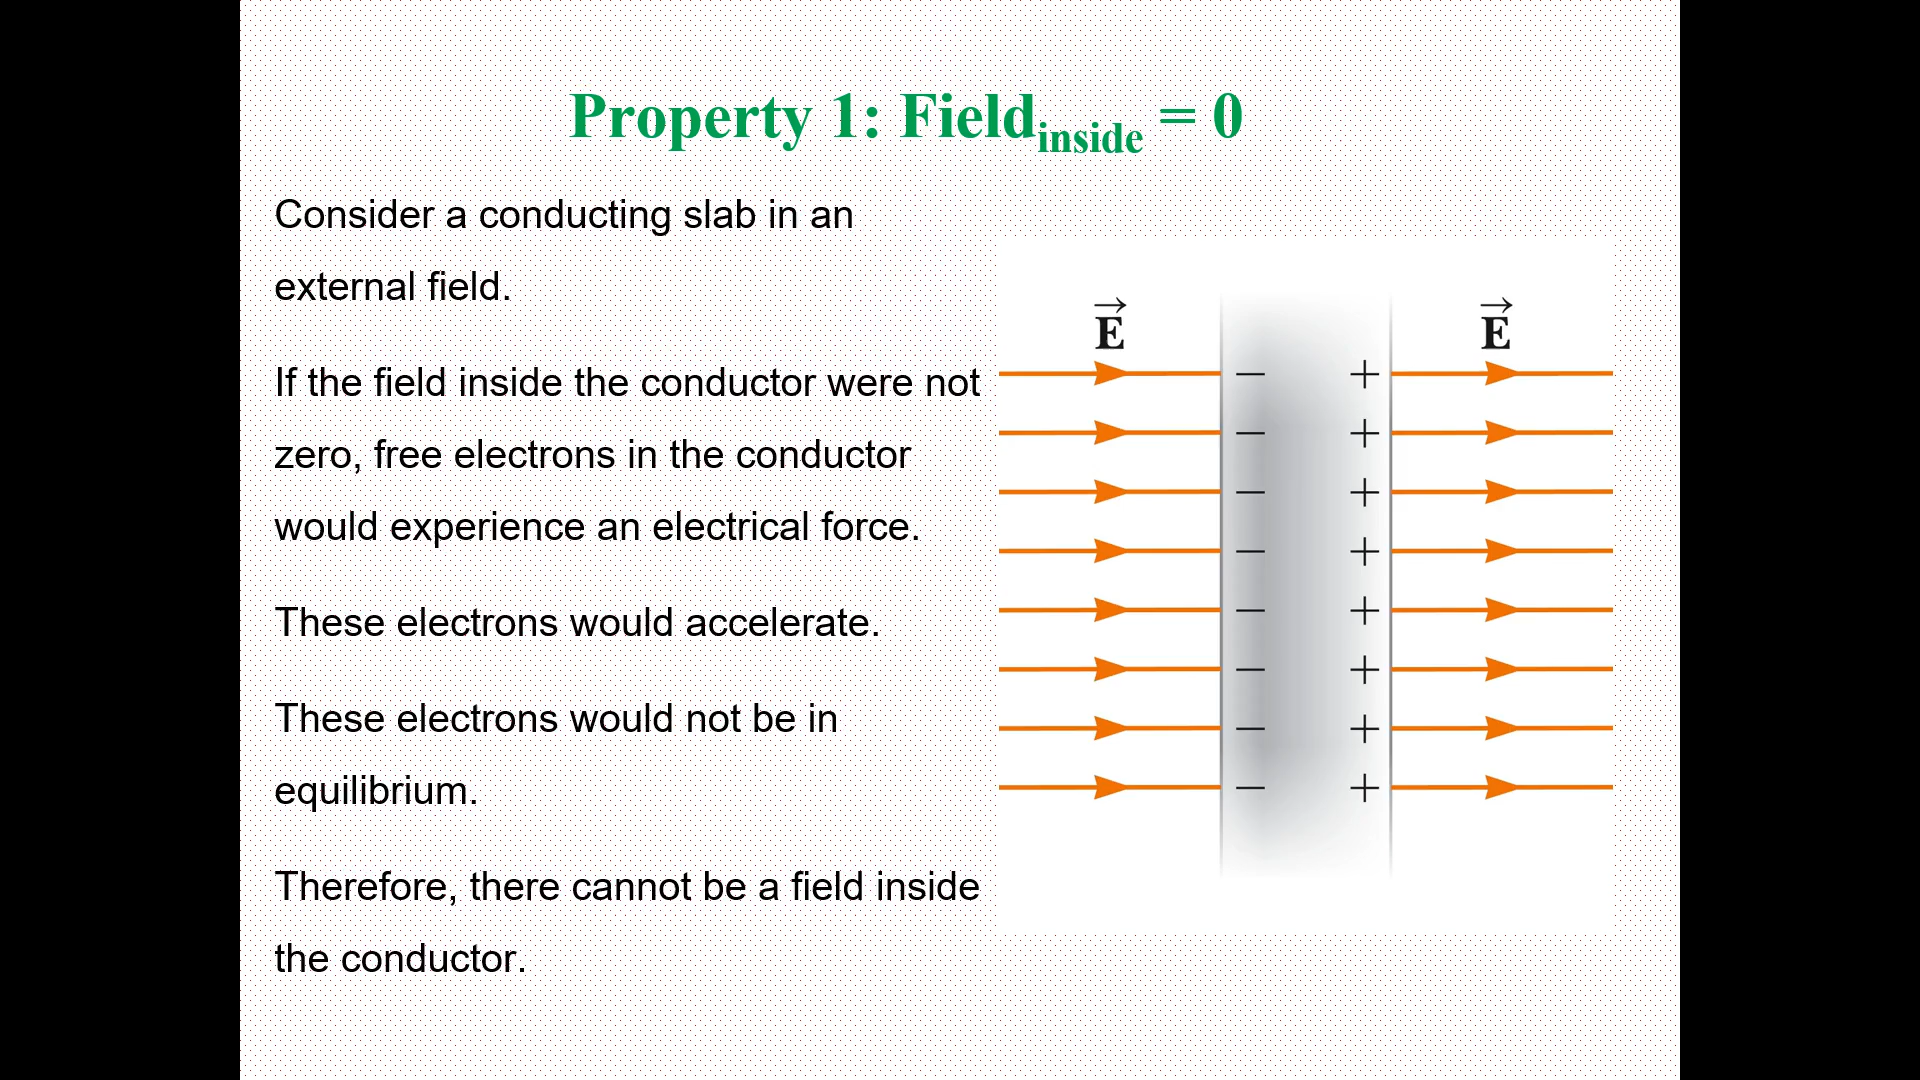 Property 1: Fieldinside = 0
Consider a conducting slab in an
external field.
If the field inside the conductor were not
zero, free electrons in the conductor
would experience an electrical force.
These electrons would accelerate.
These electrons would not be in
equilibrium.
Therefore, there cannot be a field inside
the conductor.
E⃗ E⃗
− +
− +
− +
− +
− +
− +
− +
− +